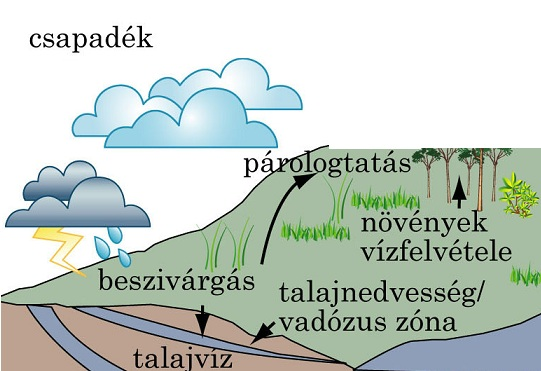 csapadék
párologtatás
növények
vízfelvétele
beszivárgás
talajnedvesség/
vadózus zóna
talajvíz